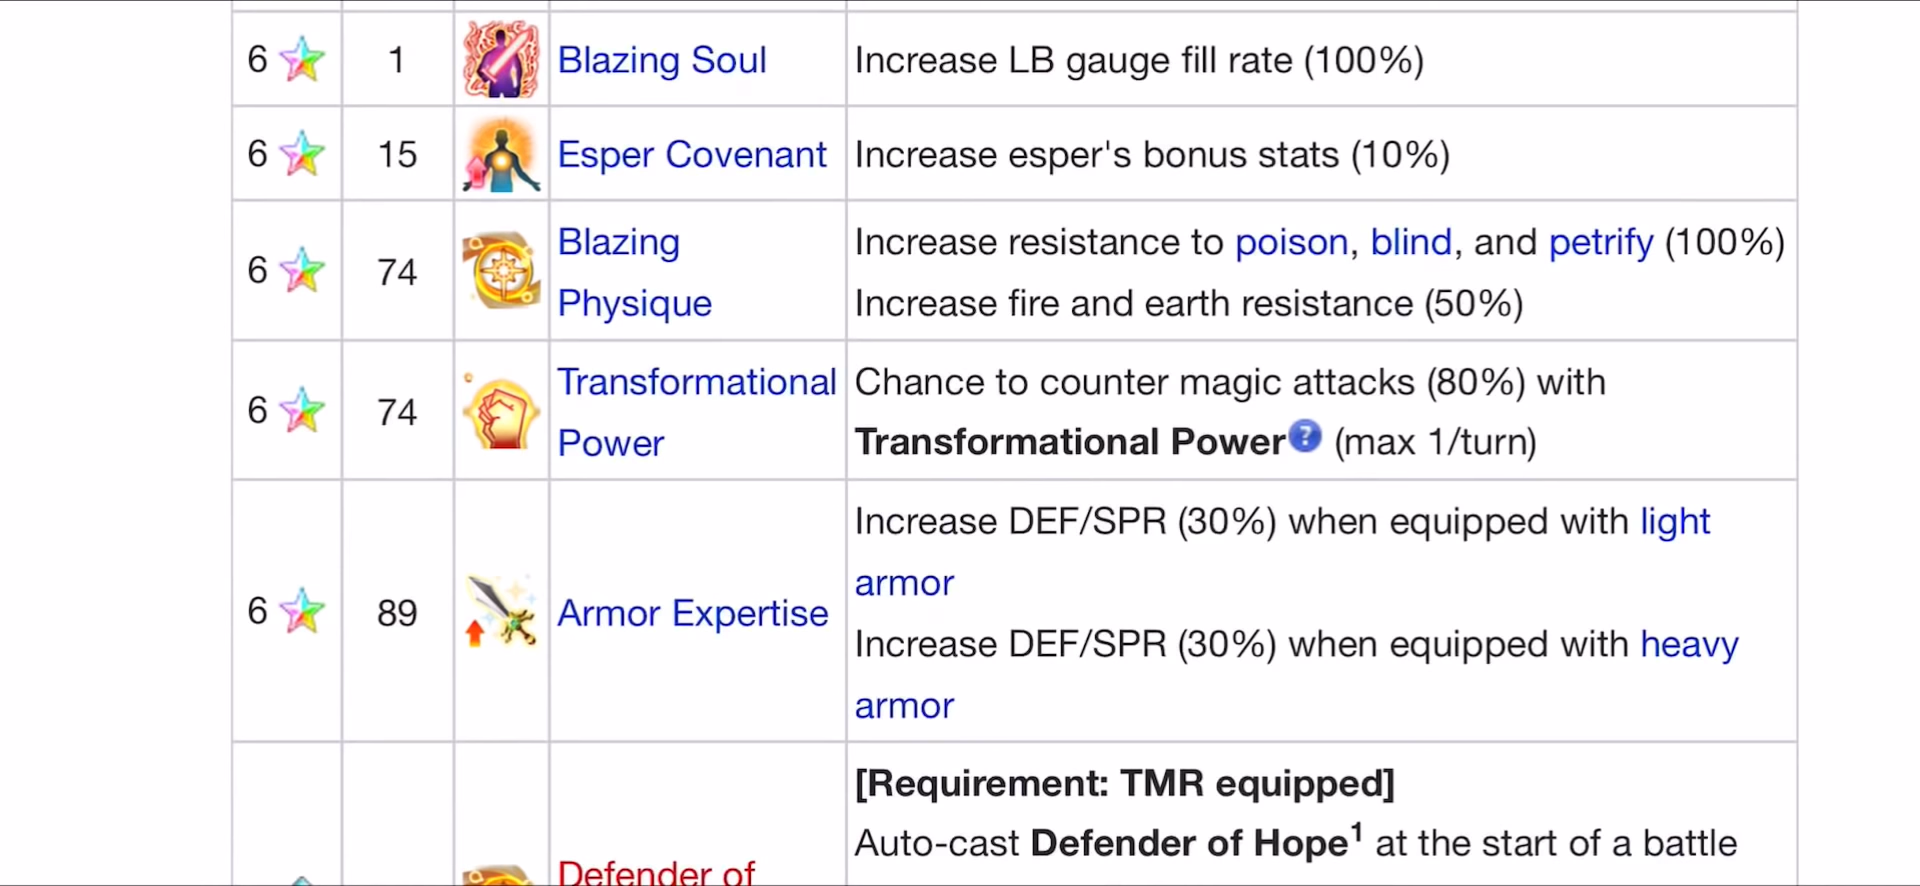 6 1 Blazing Soul Increase LB gauge fill rate (100%)
6 15 Esper Covenant Increase esper's bonus stats (10%)
6 74 Blazing Physique Increase resistance to poison, blind, and petrify (100%)
Increase fire and earth resistance (50%)
6 74 Transformational Power Chance to counter magic attacks (80%) with
Transformational Power? (max 1/turn)
6 89 Armor Expertise Increase DEF/SPR (30%) when equipped with light
armor
Increase DEF/SPR (30%) when equipped with heavy
armor
[Requirement: TMR equipped]
Auto-cast Defender of Hope1 at the start of a battle
Defender of